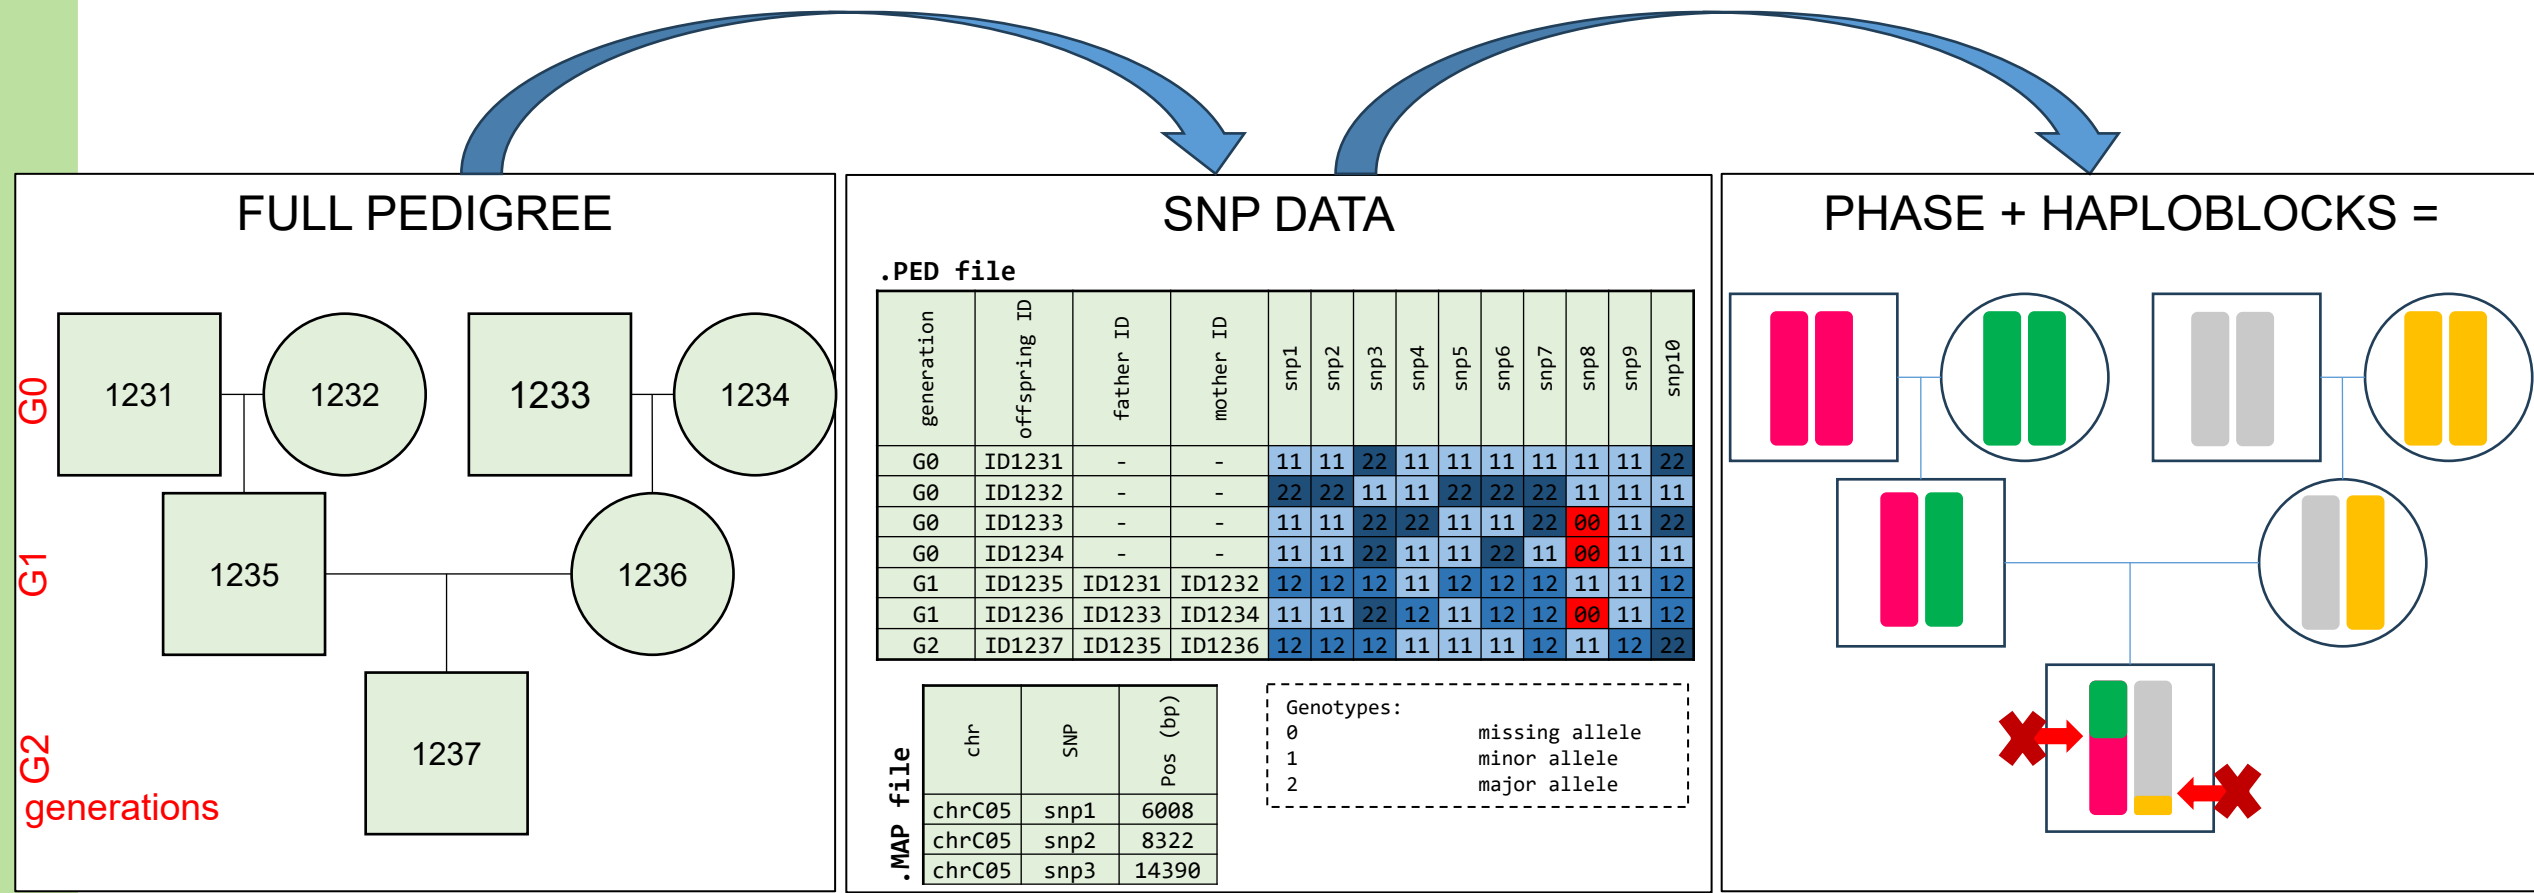 FULL PEDIGREE
G0
1231
1232
1233
1234
G1
1235
1236
G2
1237
generations
SNP DATA
.PED file
generation offspring ID father ID mother ID snp1 snp2 snp3 snp4 snp5 snp6 snp7 snp8 snp9 snp10
G0 ID1231 - - 11 11 22 11 11 11 11 11 11 22
G0 ID1232 - - 22 22 11 11 22 22 22 11 11 11
G0 ID1233 - - 11 11 22 22 11 11 22 00 11 22
G0 ID1234 - - 11 11 22 11 11 22 11 00 11 11
G1 ID1235 ID1231 ID1232 12 12 12 11 12 12 12 11 11 12
G1 ID1236 ID1233 ID1234 11 11 22 12 11 12 12 00 11 12
G2 ID1237 ID1235 ID1236 12 12 12 11 11 11 12 11 12 22
.MAP file
chr SNP Pos (bp)
chrC05 snp1 6008
chrC05 snp2 8322
chrC05 snp3 14390
Genotypes:
0 missing allele
1 minor allele
2 major allele
PHASE + HAPLOBLOCKS =